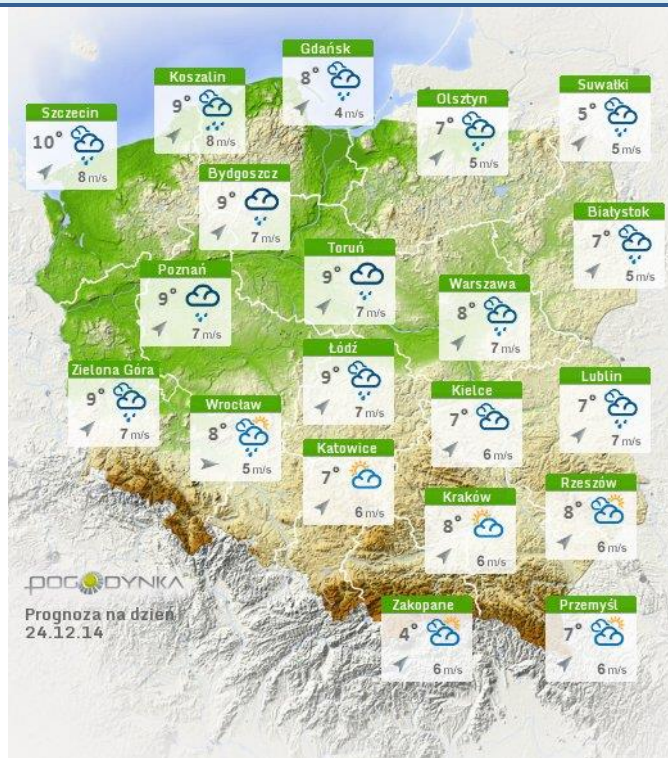 Gdańsk
8°
4 m/s
Koszalin
9°
8 m/s
Suwałki
5°
5 m/s
Olsztyn
7°
5 m/s
Szczecin
10°
8 m/s
Bydgoszcz
9°
7 m/s
Białystok
7°
5 m/s
Toruń
9°
7 m/s
Poznań
9°
7 m/s
Warszawa
8°
7 m/s
Łódź
9°
7 m/s
Zielona Góra
9°
7 m/s
Lublin
7°
7 m/s
Kielce
7°
6 m/s
Wrocław
8°
5 m/s
Katowice
7°
6 m/s
Rzeszów
8°
6 m/s
Kraków
8°
6 m/s
POGODYNKA
Prognoza na dzień
24.12.14
Zakopane
4°
6 m/s
Przemyśl
7°
6 m/s